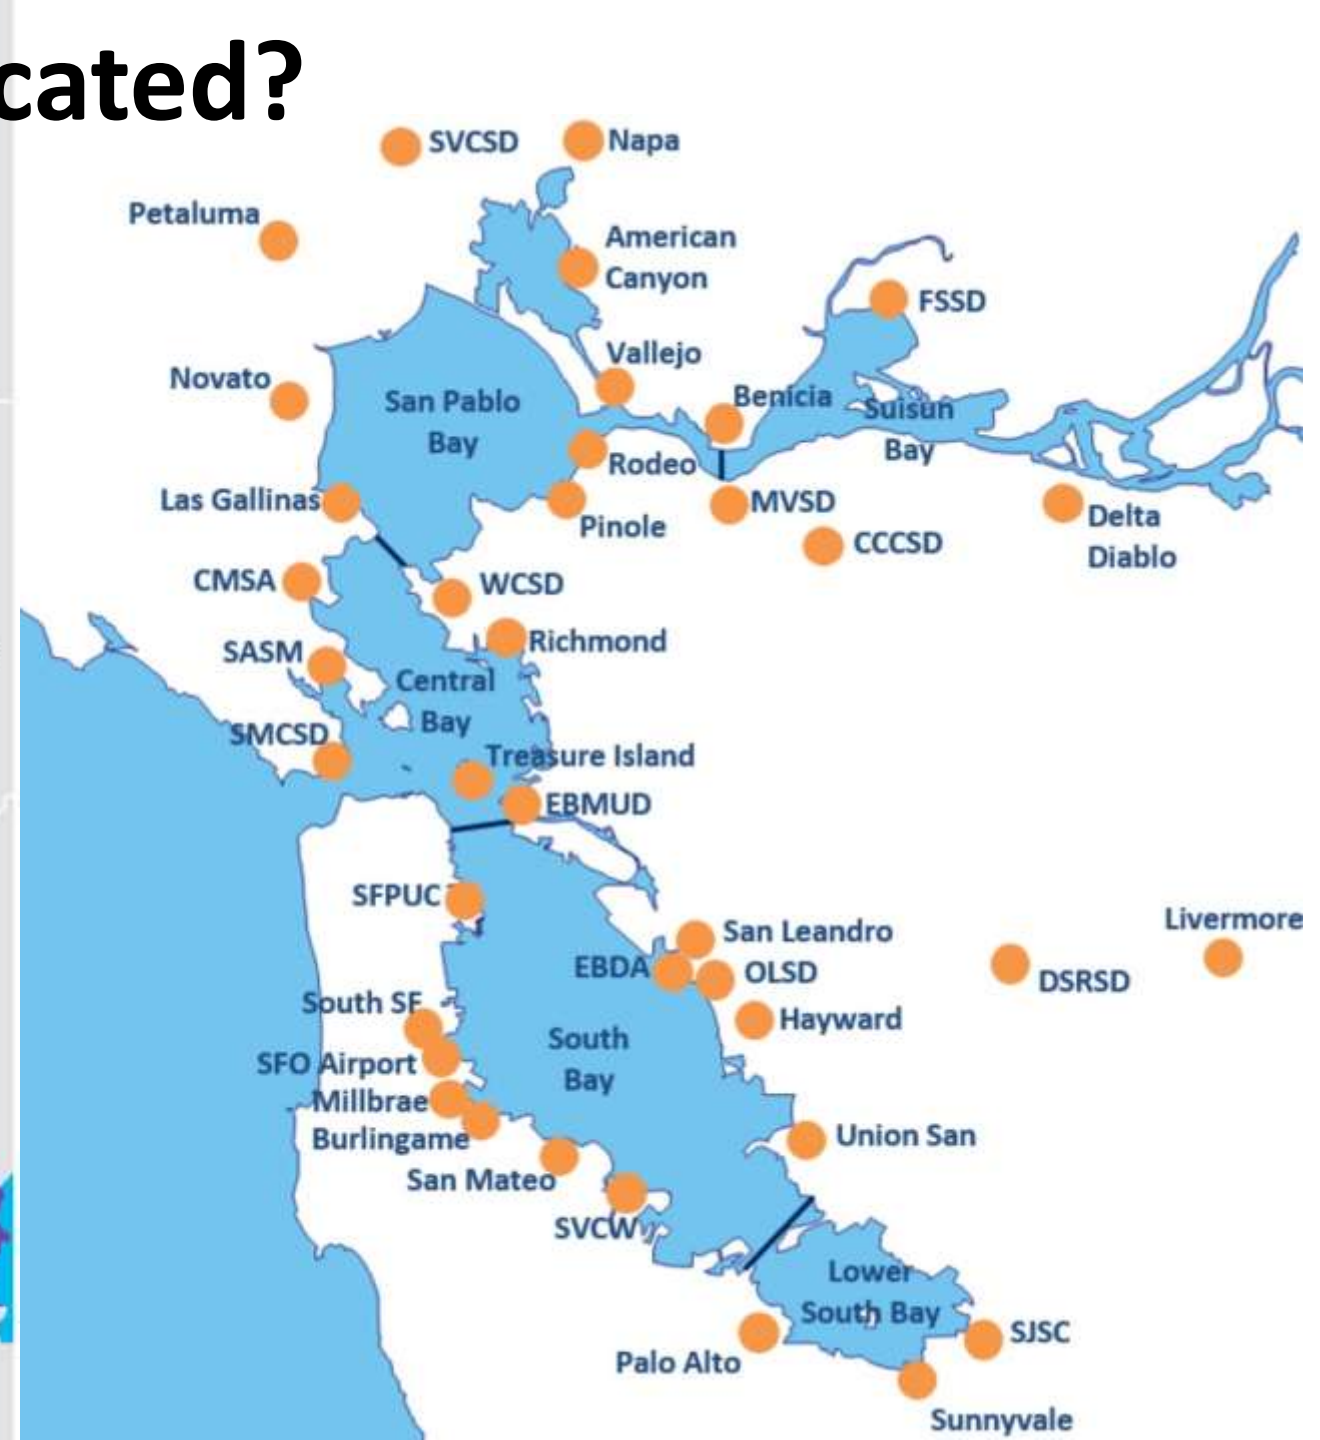 cated?
SVCSD
Napa
Petaluma
American
Canyon
FSSD
Vallejo
Novato
Benicia
San Pablo
Bay
Suisun
Bay
Rodeo
Las Gallinas
MVSD
Pinole
Delta
Diablo
CCCSD
CMSA
WCSD
Richmond
SASM
Central
Bay
SMCSD
Treasure Island
EBMUD
SFPUC
San Leandro
Livermore
EBDA
OLSD
DSRSD
South SF
Hayward
South
Bay
SFO Airport
Millbrae
Burlingame
Union San
San Mateo
SVCW
Lower
South Bay
SJSC
Palo Alto
Sunnyvale